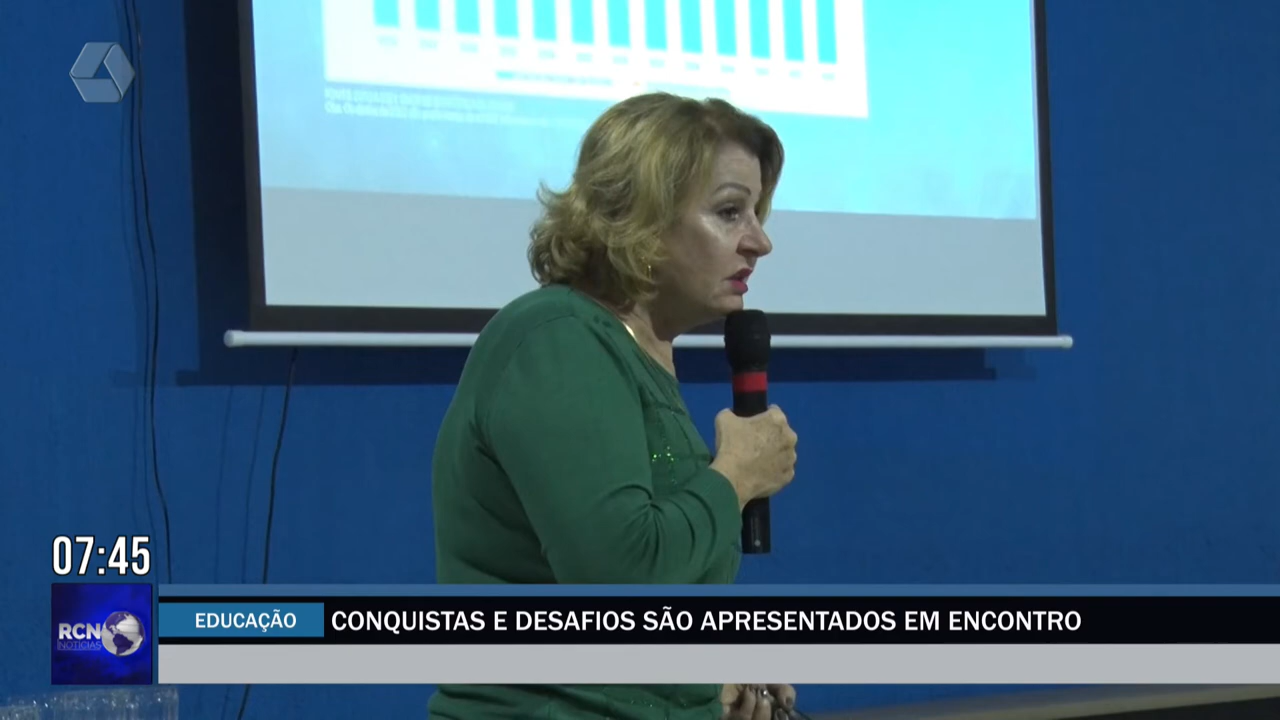 07:45
RCN
NOTÍCIAS
EDUCAÇÃO
CONQUISTAS E DESAFIOS SÃO APRESENTADOS EM ENCONTRO